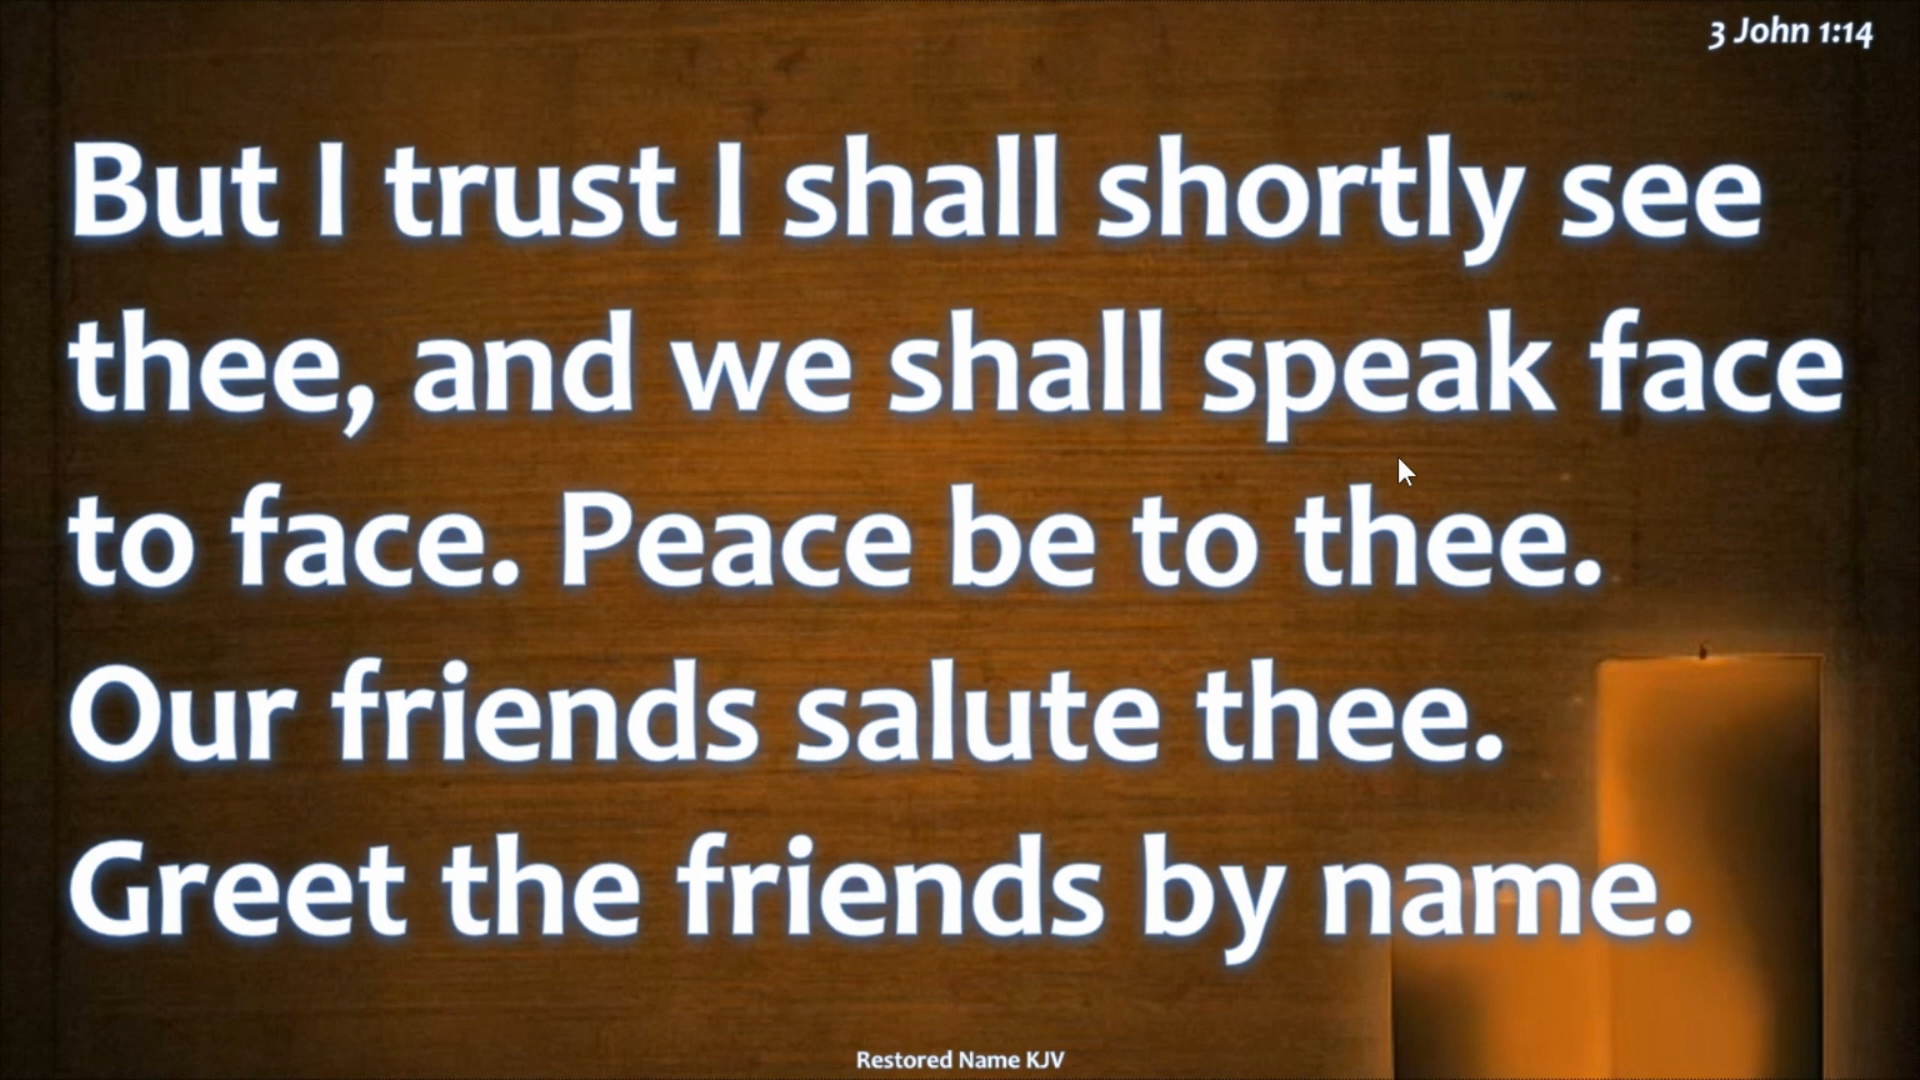 3 John 1:14
But I trust I shall shortly see
thee, and we shall speak face
to face. Peace be to thee.
Our friends salute thee.
Greet the friends by name.
Restored Name KJV